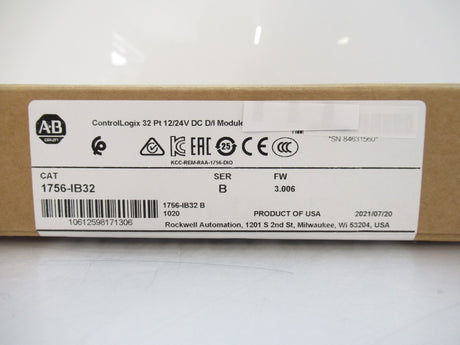 A·B
ControlLogix 32 Pt 12/24V DC D/I Module
*SN 84631560*
25
KCC-REM-RAA-1756-DIO
CAT SER FW
1756-IB32 B 3.006
1756-IB32 B
1020 PRODUCT OF USA 2021/07/20
10612598171306 Rockwell Automation, 1201 S 2nd St, Milwaukee, Wi 53204, USA